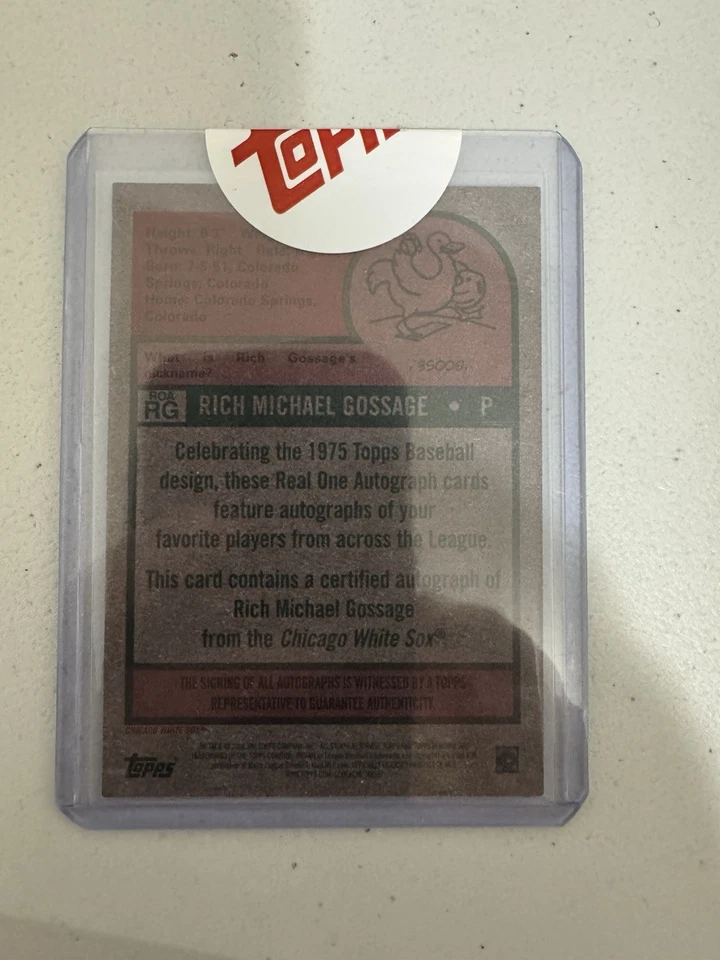 TOPPS
Height: 6'3"
Throws: Right
Born: 7-5-51, Colorado
Springs, Colorado
Home: Colorado Springs,
Colorado
What is Rich Gossage's
nickname?
"GOOSE"
ROA
RG
RICH MICHAEL GOSSAGE • P
Celebrating the 1975 Topps Baseball
design, these Real One Autograph cards
feature autographs of your
favorite players from across the League.
This card contains a certified autograph of
Rich Michael Gossage
from the Chicago White Sox®
THE SIGNING OF ALL AUTOGRAPHS IS WITNESSED BY A TOPPS
REPRESENTATIVE TO GUARANTEE AUTHENTICITY.
CHICAGO WHITE SOX®
Topps